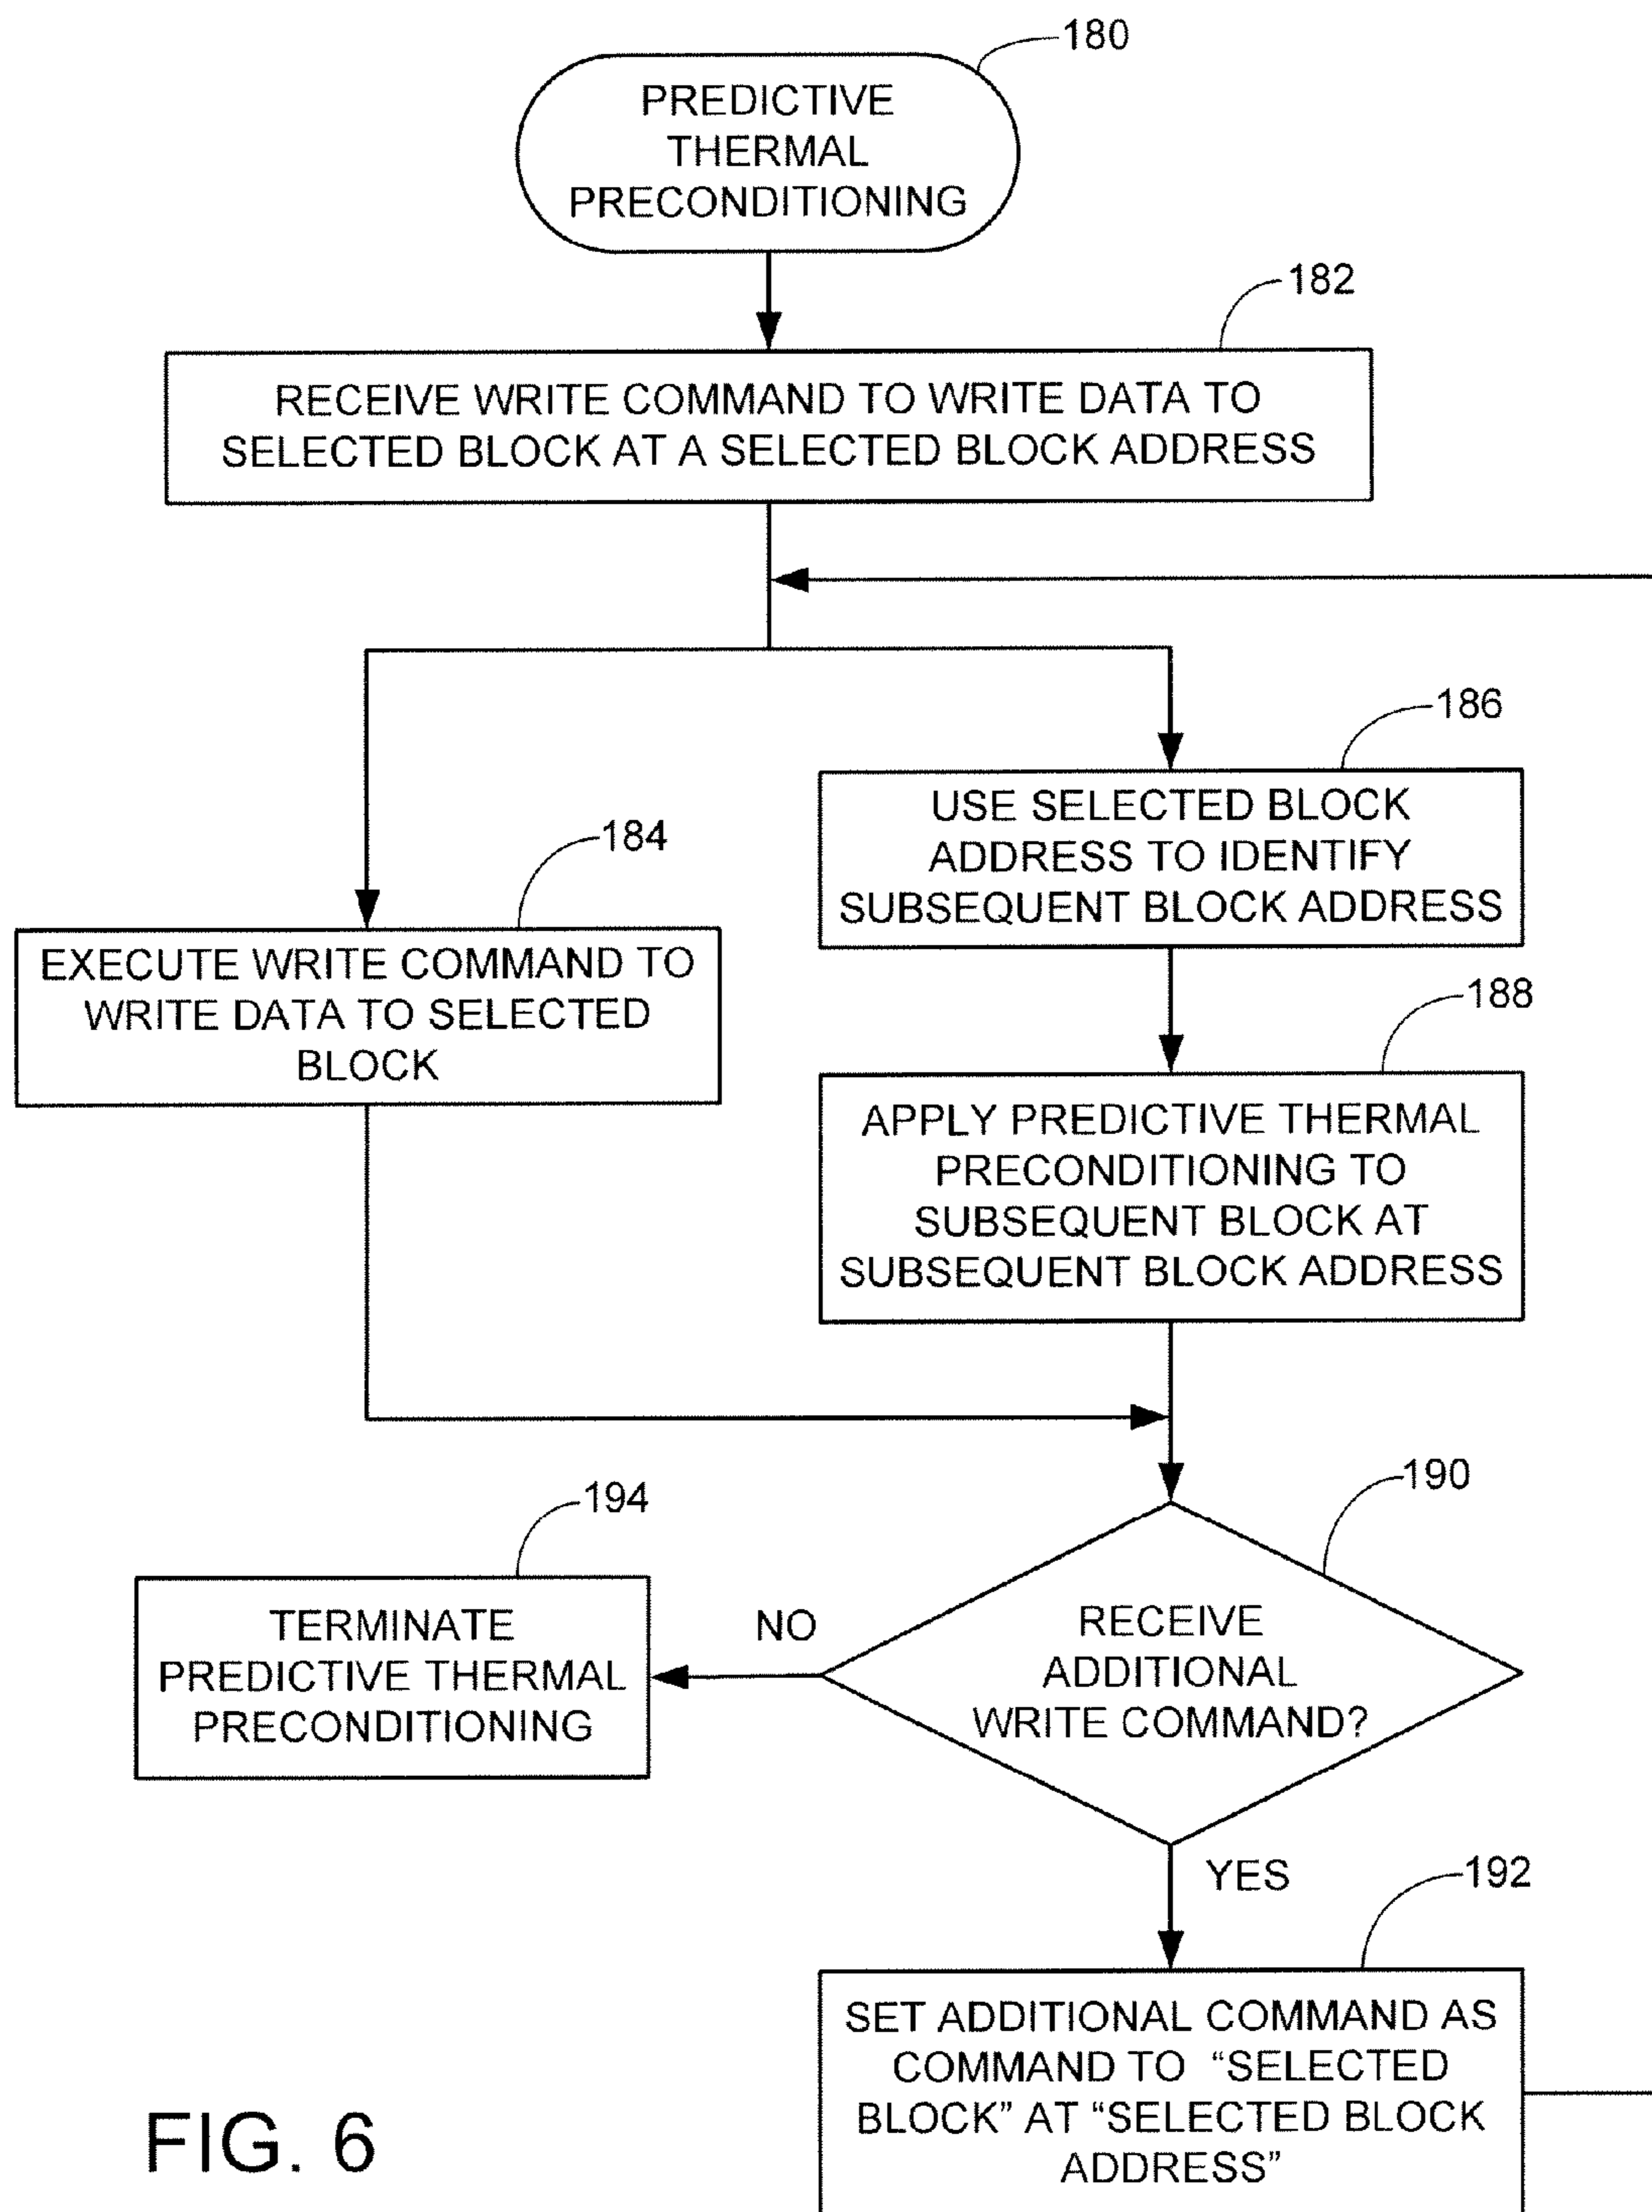 180
PREDICTIVE
THERMAL
PRECONDITIONING
182
RECEIVE WRITE COMMAND TO WRITE DATA TO
SELECTED BLOCK AT A SELECTED BLOCK ADDRESS
186
USE SELECTED BLOCK
ADDRESS TO IDENTIFY
SUBSEQUENT BLOCK ADDRESS
184
EXECUTE WRITE COMMAND TO
WRITE DATA TO SELECTED
BLOCK
188
APPLY PREDICTIVE THERMAL
PRECONDITIONING TO
SUBSEQUENT BLOCK AT
SUBSEQUENT BLOCK ADDRESS
190
RECEIVE
ADDITIONAL
WRITE COMMAND?
NO
194
TERMINATE
PREDICTIVE THERMAL
PRECONDITIONING
YES
192
SET ADDITIONAL COMMAND AS
COMMAND TO “SELECTED
BLOCK” AT “SELECTED BLOCK
ADDRESS”
FIG. 6